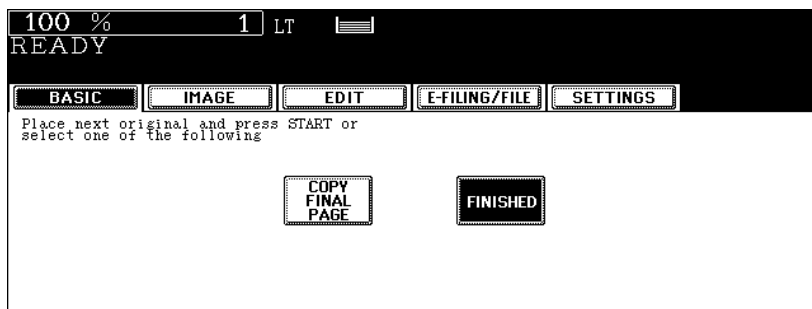 100 % 1 LT
READY
BASIC IMAGE EDIT E-FILING/FILE SETTINGS
Place next original and press START or
select one of the following
COPY
FINAL
PAGE
FINISHED